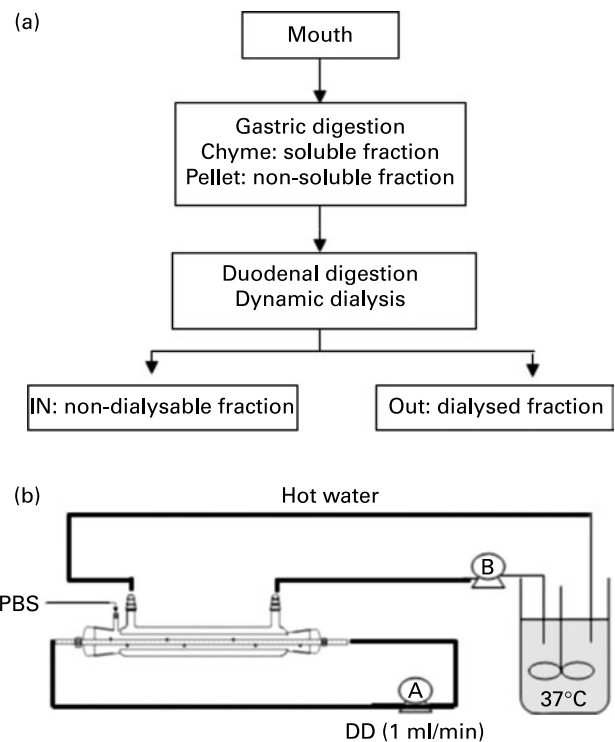 (a)
Mouth
Gastric digestion
Chyme: soluble fraction
Pellet: non-soluble fraction
Duodenal digestion
Dynamic dialysis
IN: non-dialysable fraction
Out: dialysed fraction
(b)
Hot water
B
PBS
A
37°C
DD (1 ml/min)